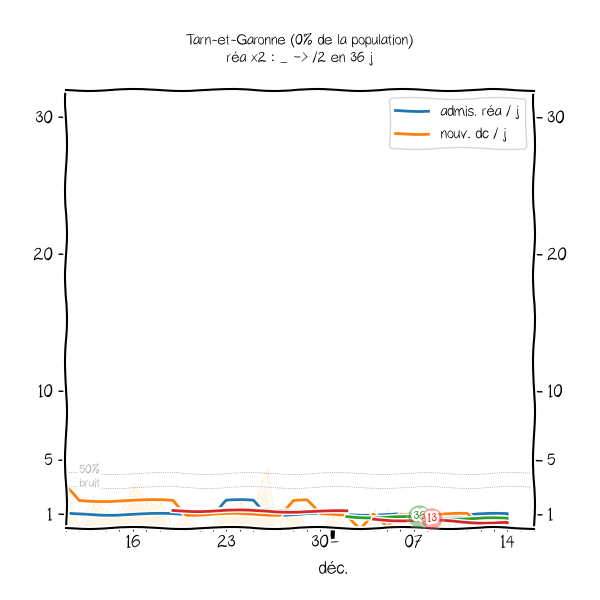 Tarn-et-Garonne (0% de la population)
réa x2 : _ -> /2 en 36 j
admis. réa / j
nouv. dc / j
30 30
20 20
10 10
5 5
50%
bruit
1 1
36 13
16 23 30 07 14
déc.